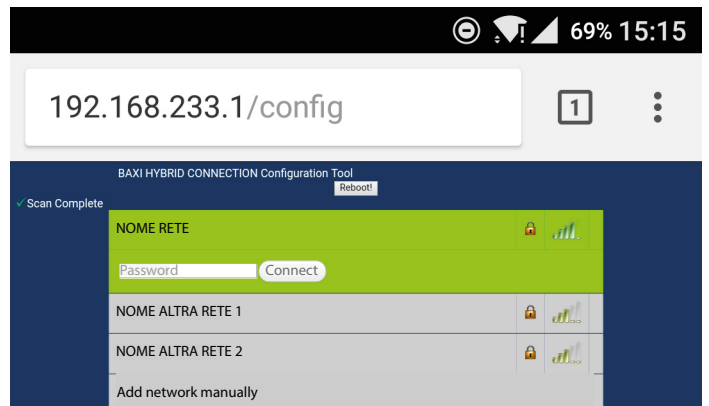 69% 15:15
192.168.233.1/config
1
BAXI HYBRID CONNECTION Configuration Tool
Reboot!
✓Scan Complete
NOME RETE
Password Connect
NOME ALTRA RETE 1
NOME ALTRA RETE 2
Add network manually